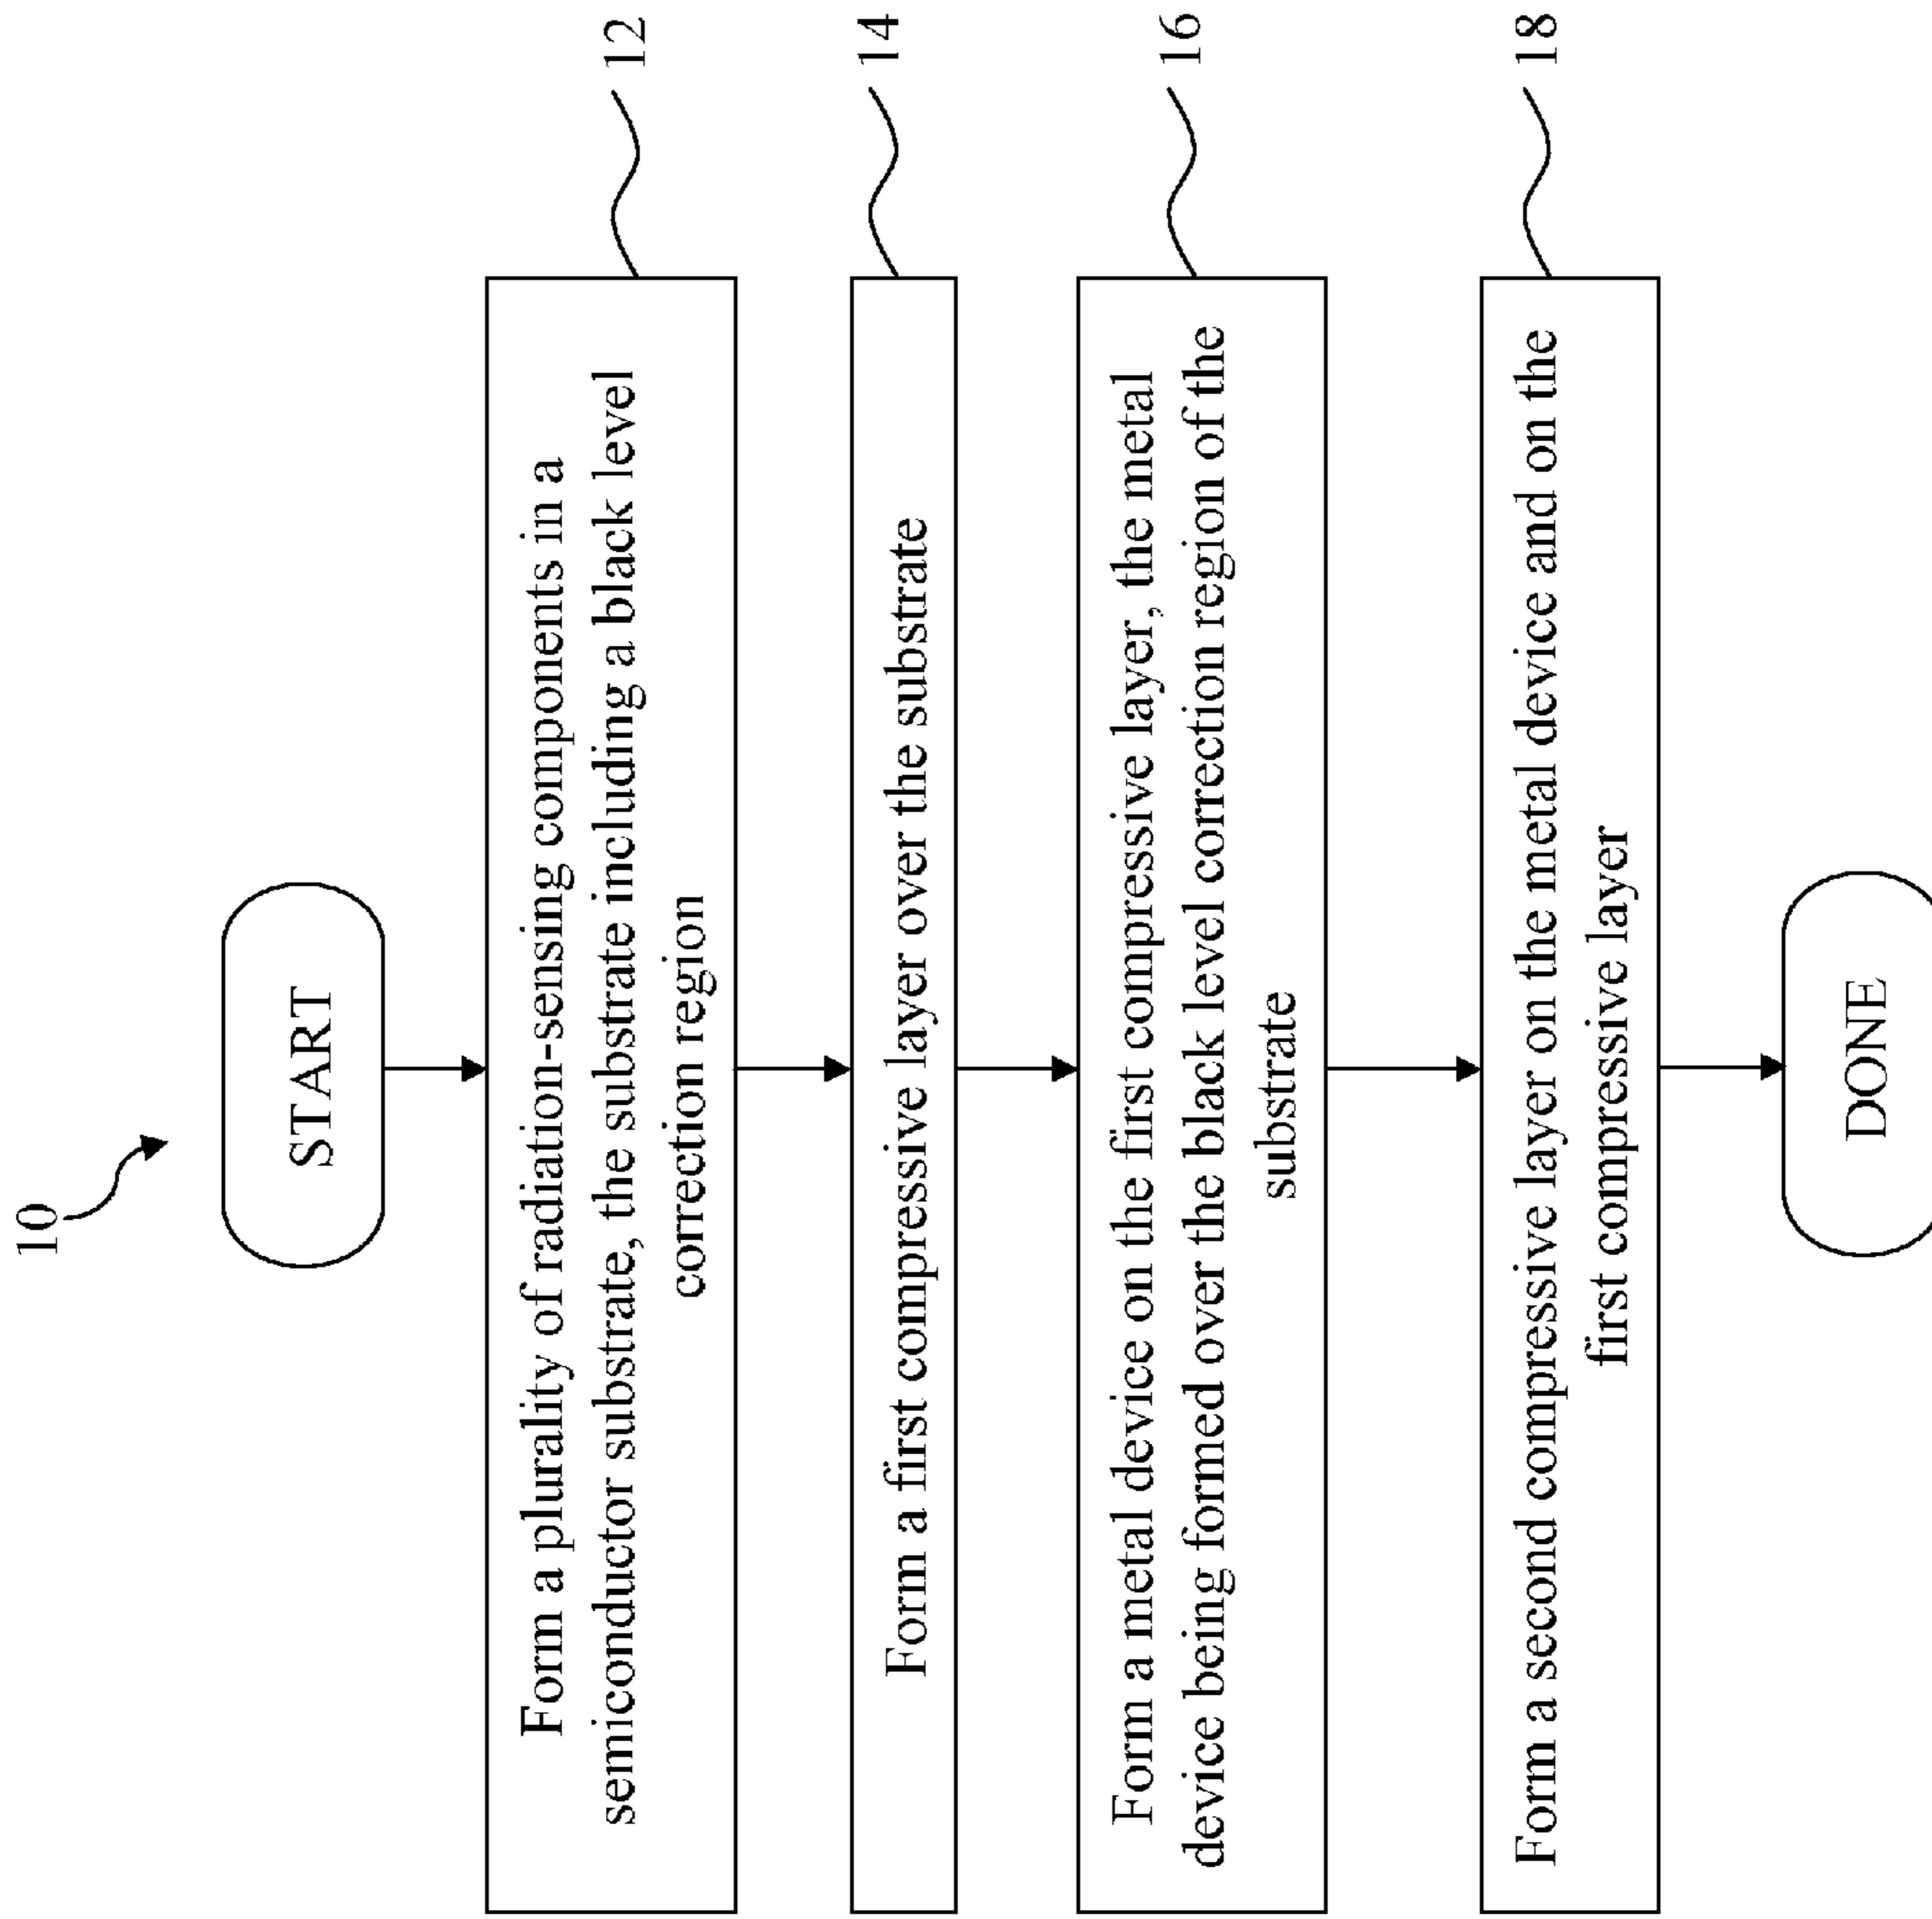 10
START
Form a plurality of radiation-sensing components in a
semiconductor substrate, the substrate including a black level
correction region
12
Form a first compressive layer over the substrate
14
Form a metal device on the first compressive layer, the metal
device being formed over the black level correction region of the
substrate
16
Form a second compressive layer on the metal device and on the
first compressive layer
18
DONE